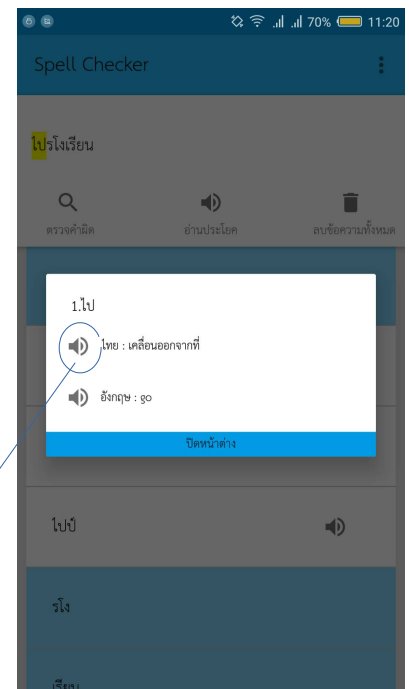 70% 11:20
Spell Checker
ไปรโงเรียน
ตรวจคำผิด อ่านประโยค ลบข้อความทั้งหมด
1.ไป
ไทย : เคลื่อนออกจากที่
อังกฤษ : go
ปิดหน้าต่าง
ไปป์
รโง
เรียน